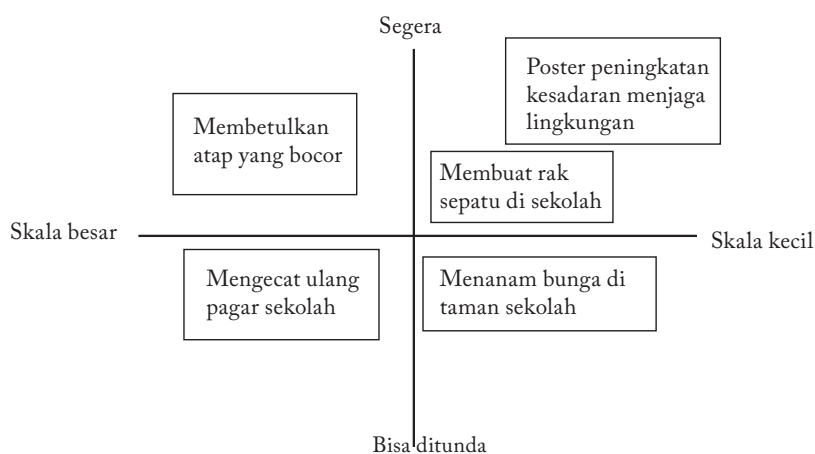 Segera
Poster peningkatan
kesadaran menjaga
lingkungan
Membetulkan
atap yang bocor
Membuat rak
sepatu di sekolah
Skala besar
Skala kecil
Mengecat ulang
pagar sekolah
Menanam bunga di
taman sekolah
Bisa ditunda